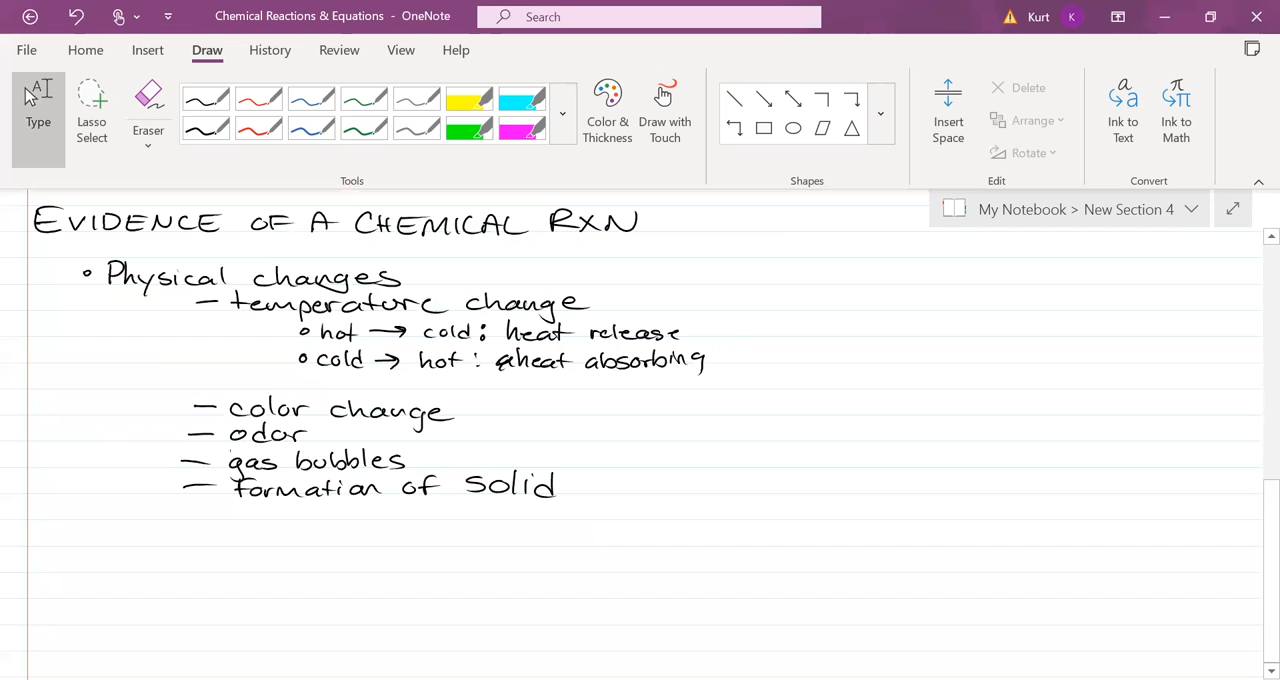 Chemical Reactions & Equations - OneNote
Search
Kurt
K
File Home Insert Draw History Review View Help
Type
Lasso Select
Eraser
Color & Thickness
Draw with Touch
Insert Space
Delete
Arrange
Rotate
Ink to Text
Ink to Math
Tools
Shapes
Edit
Convert
My Notebook > New Section 4
EVIDENCE OF A CHEMICAL RXN
• Physical changes
— temperature change
• hot → cold : heat release
• cold → hot : heat absorbing
— color change
— odor
— gas bubbles
— formation of solid